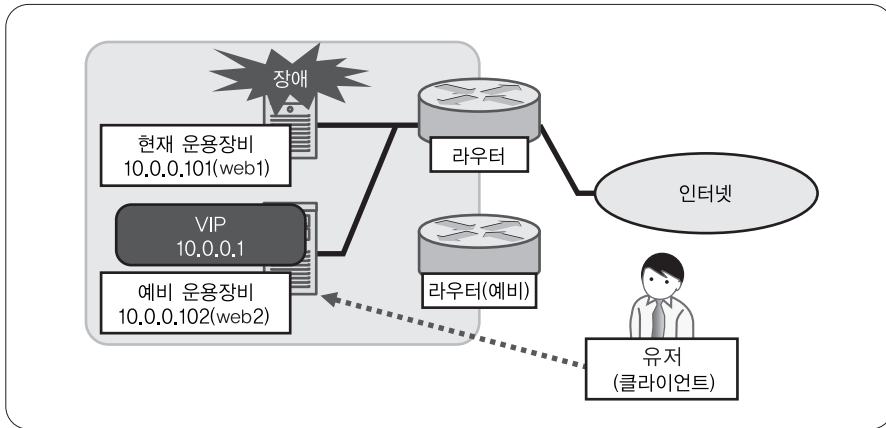 장애
현재 운용장비
10.0.0.101(web1)
라우터
인터넷
VIP
10.0.0.1
예비 운용장비
10.0.0.102(web2)
라우터(예비)
유저
(클라이언트)